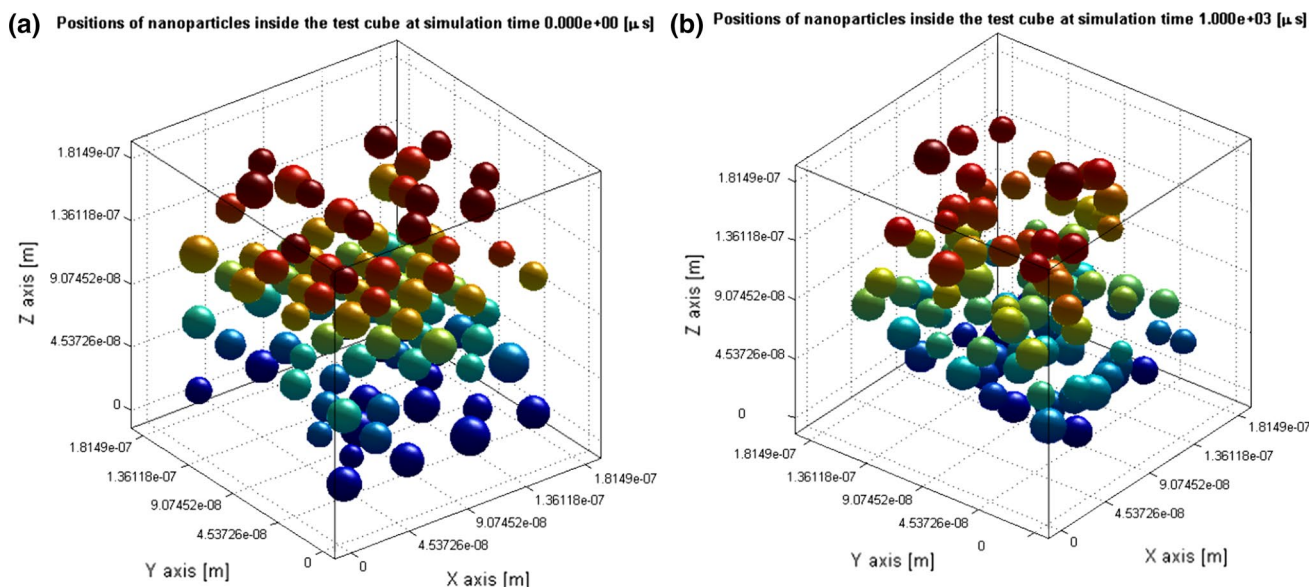 (a) Positions of nanoparticles inside the test cube at simulation time 0.000e+00 [μ s]
1.8149e-07
1.36118e-07
9.07452e-08
4.53726e-08
0
Z axis [m]
1.8149e-07
1.36118e-07
9.07452e-08
4.53726e-08
0
Y axis [m]
0
4.53726e-08
9.07452e-08
1.36118e-07
1.8149e-07
X axis [m]
(b) Positions of nanoparticles inside the test cube at simulation time 1.000e+03 [μ s]
1.8149e-07
1.36118e-07
9.07452e-08
4.53726e-08
0
Z axis [m]
1.8149e-07
1.36118e-07
9.07452e-08
4.53726e-08
0
Y axis [m]
0
4.53726e-08
9.07452e-08
1.36118e-07
1.8149e-07
X axis [m]